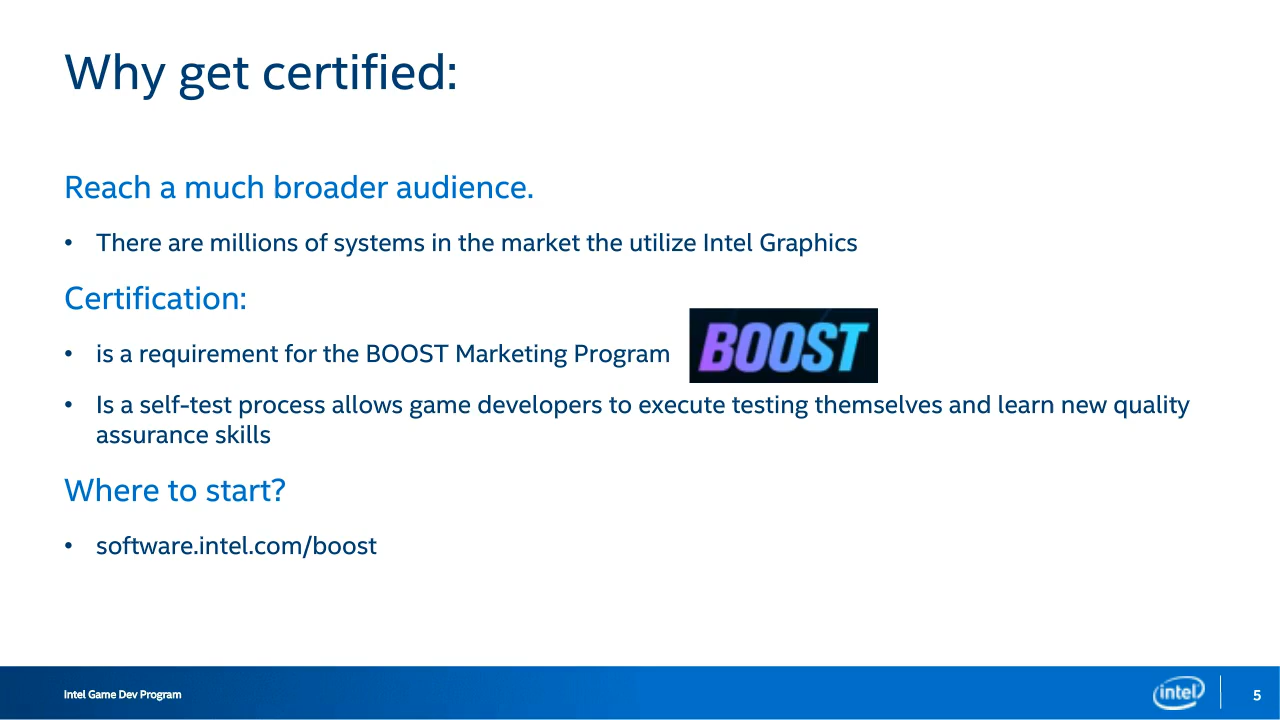 Why get certified:
Reach a much broader audience.
• There are millions of systems in the market the utilize Intel Graphics
Certification:
• is a requirement for the BOOST Marketing Program
BOOST
• Is a self-test process allows game developers to execute testing themselves and learn new quality
assurance skills
Where to start?
• software.intel.com/boost
Intel Game Dev Program
intel
5